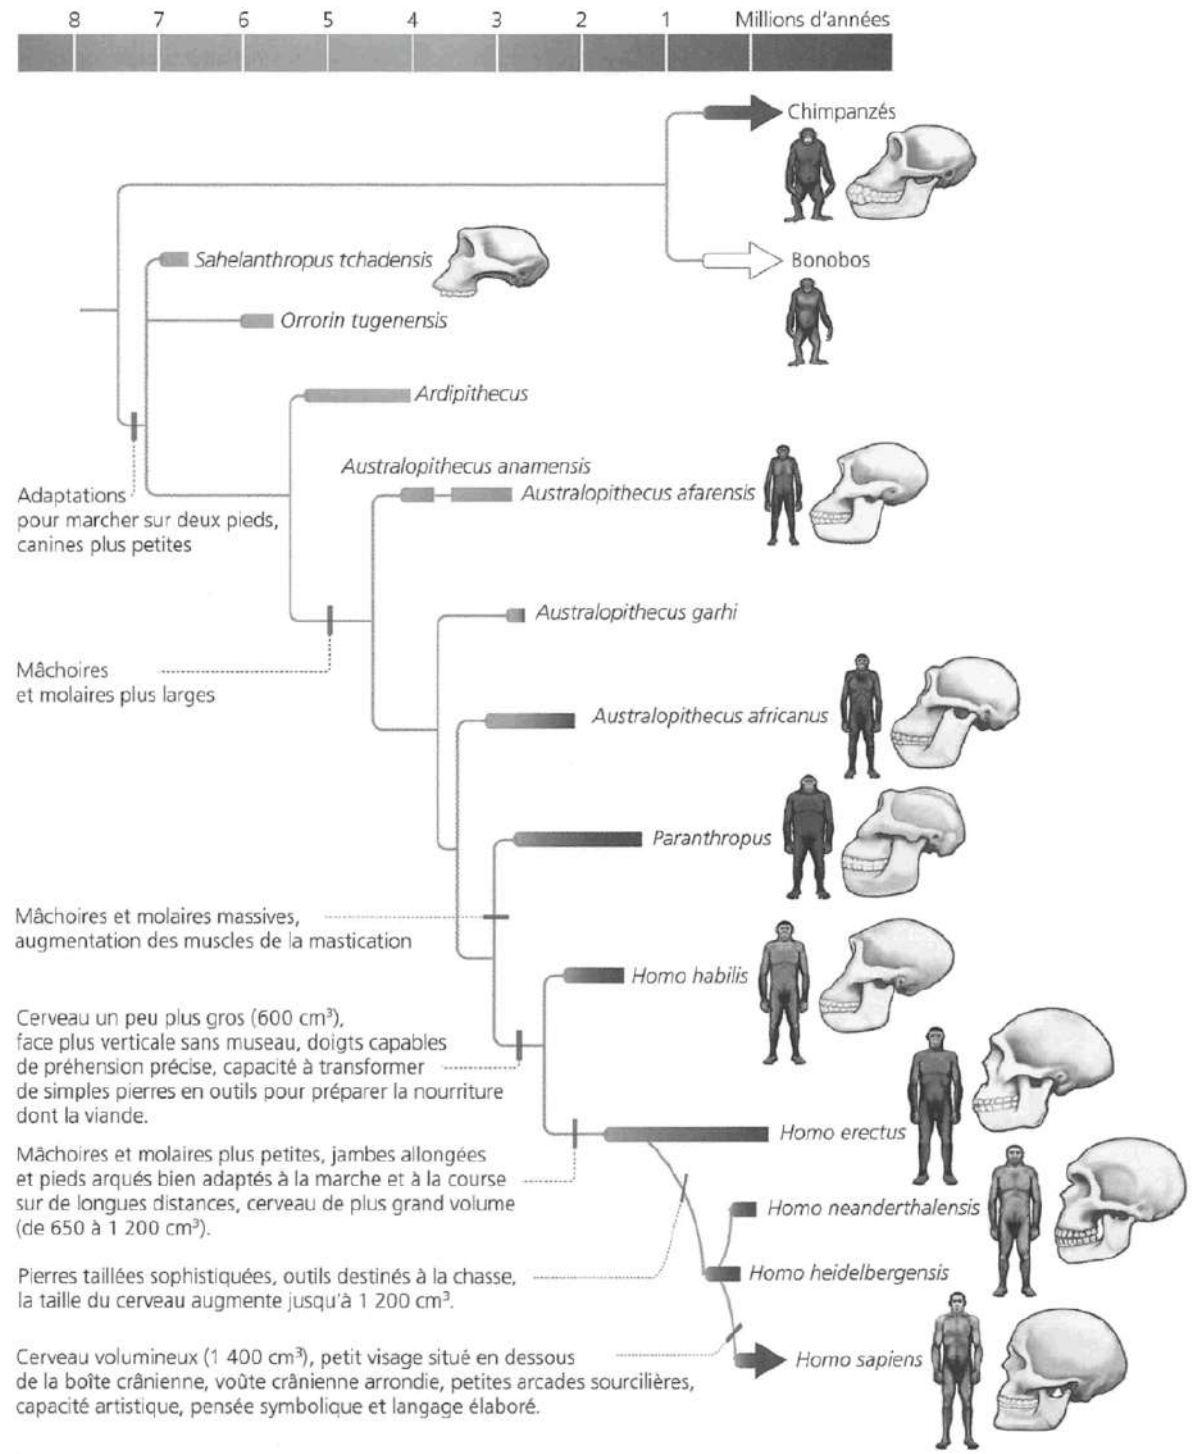 8 7 6 5 4 3 2 1 Millions d'années
Chimpanzés
Sahelanthropus tchadensis
Bonobos
Orrorin tugenensis
Ardipithecus
Australopithecus anamensis
Australopithecus afarensis
Adaptations
pour marcher sur deux pieds,
canines plus petites
Australopithecus garhi
Mâchoires
et molaires plus larges
Australopithecus africanus
Paranthropus
Mâchoires et molaires massives,
augmentation des muscles de la mastication
Homo habilis
Cerveau un peu plus gros (600 cm³),
face plus verticale sans museau, doigts capables
de préhension précise, capacité à transformer
de simples pierres en outils pour préparer la nourriture
dont la viande.
Homo erectus
Mâchoires et molaires plus petites, jambes allongées
et pieds arqués bien adaptés à la marche et à la course
sur de longues distances, cerveau de plus grand volume
(de 650 à 1 200 cm³).
Homo neanderthalensis
Homo heidelbergensis
Pierres taillées sophistiquées, outils destinés à la chasse,
la taille du cerveau augmente jusqu'à 1 200 cm³.
Homo sapiens
Cerveau volumineux (1 400 cm³), petit visage situé en dessous
de la boîte crânienne, voûte crânienne arrondie, petites arcades sourcilières,
capacité artistique, pensée symbolique et langage élaboré.